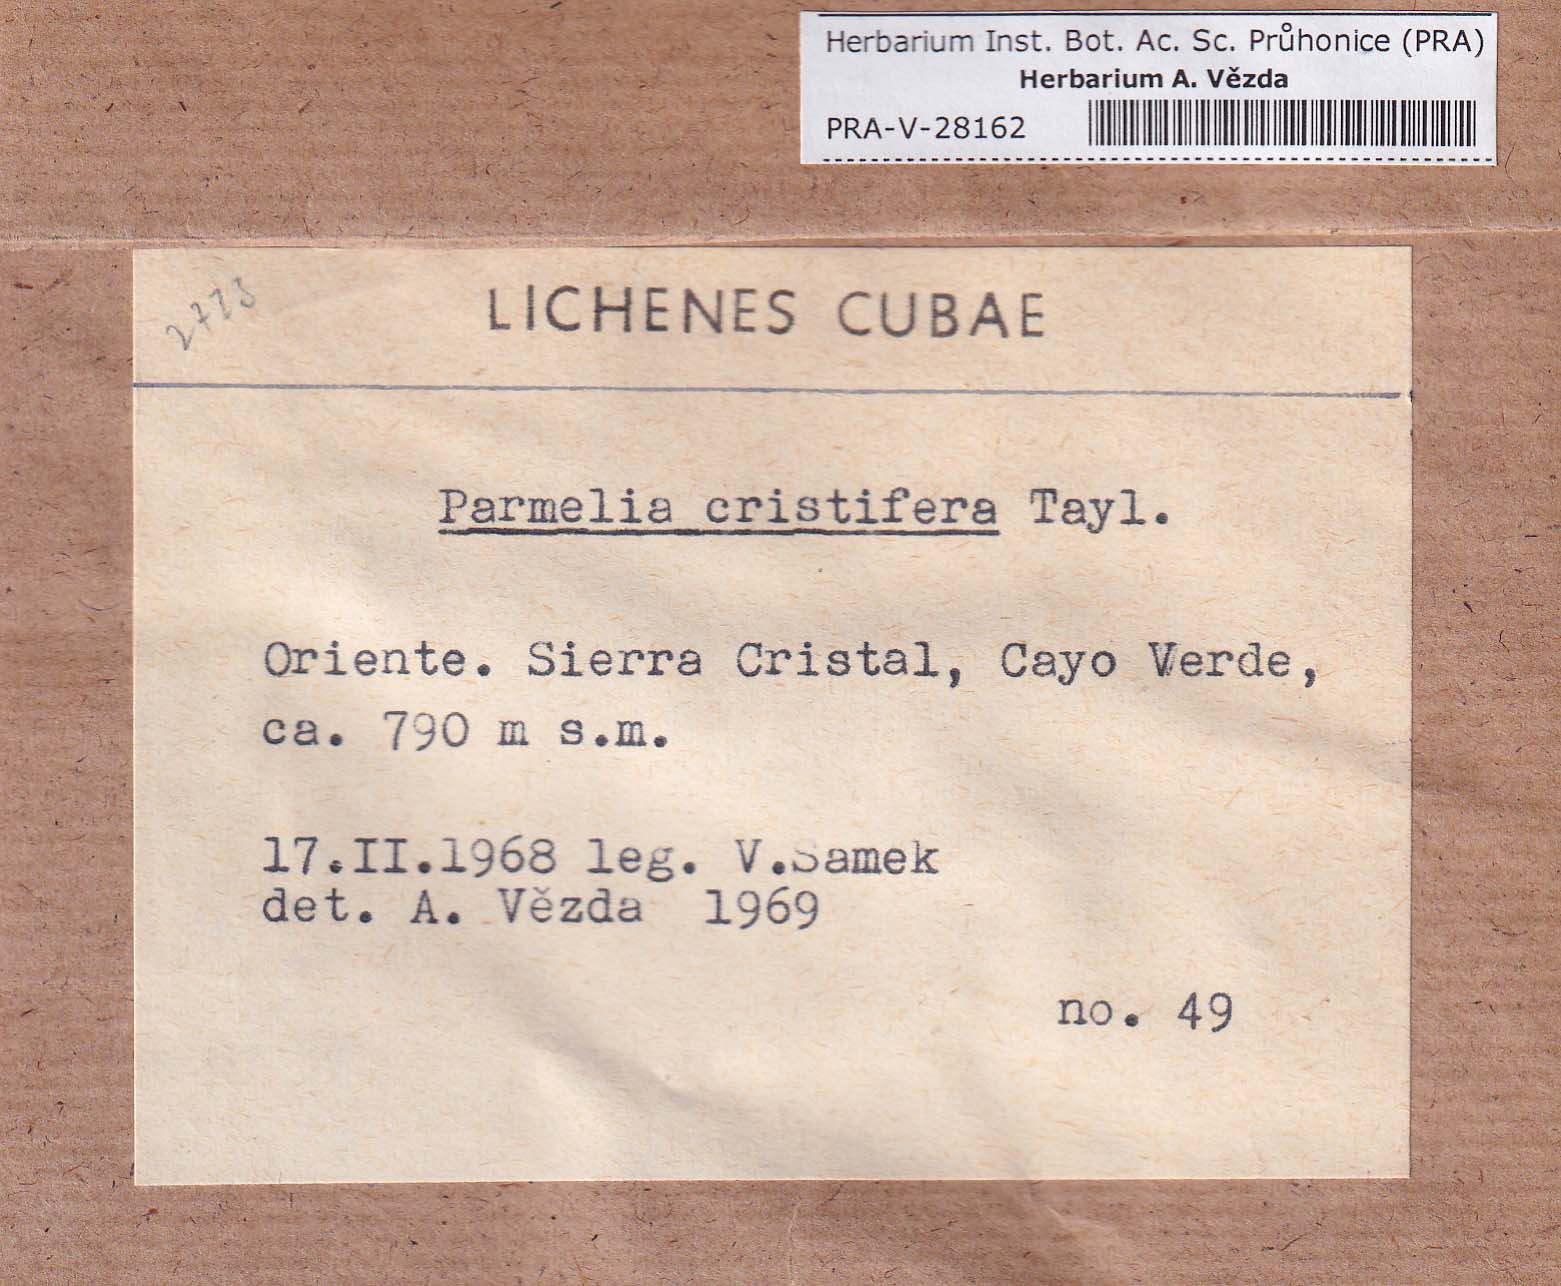 Herbarium Inst. Bot. Ac. Sc. Průhonice (PRA)
Herbarium A. Vězda
PRA-V-28162
LICHENES CUBAE
Parmelia cristifera Tayl.
Oriente. Sierra Cristal, Cayo Verde,
ca. 790 m s.m.
17.II.1968 leg. V.Samek
det. A. Vězda 1969
no. 49